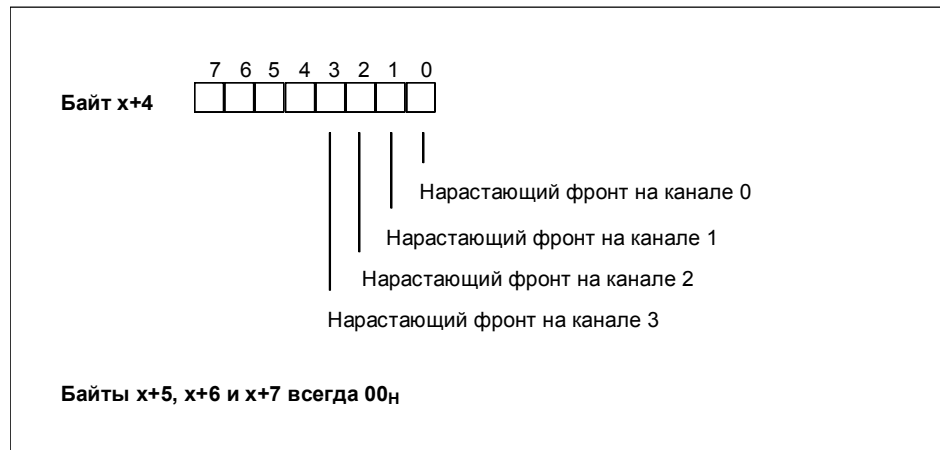 7 6 5 4 3 2 1 0
Байт x+4
Нарастающий фронт на канале 0
Нарастающий фронт на канале 1
Нарастающий фронт на канале 2
Нарастающий фронт на канале 3
Байты x+5, x+6 и x+7 всегда 00H